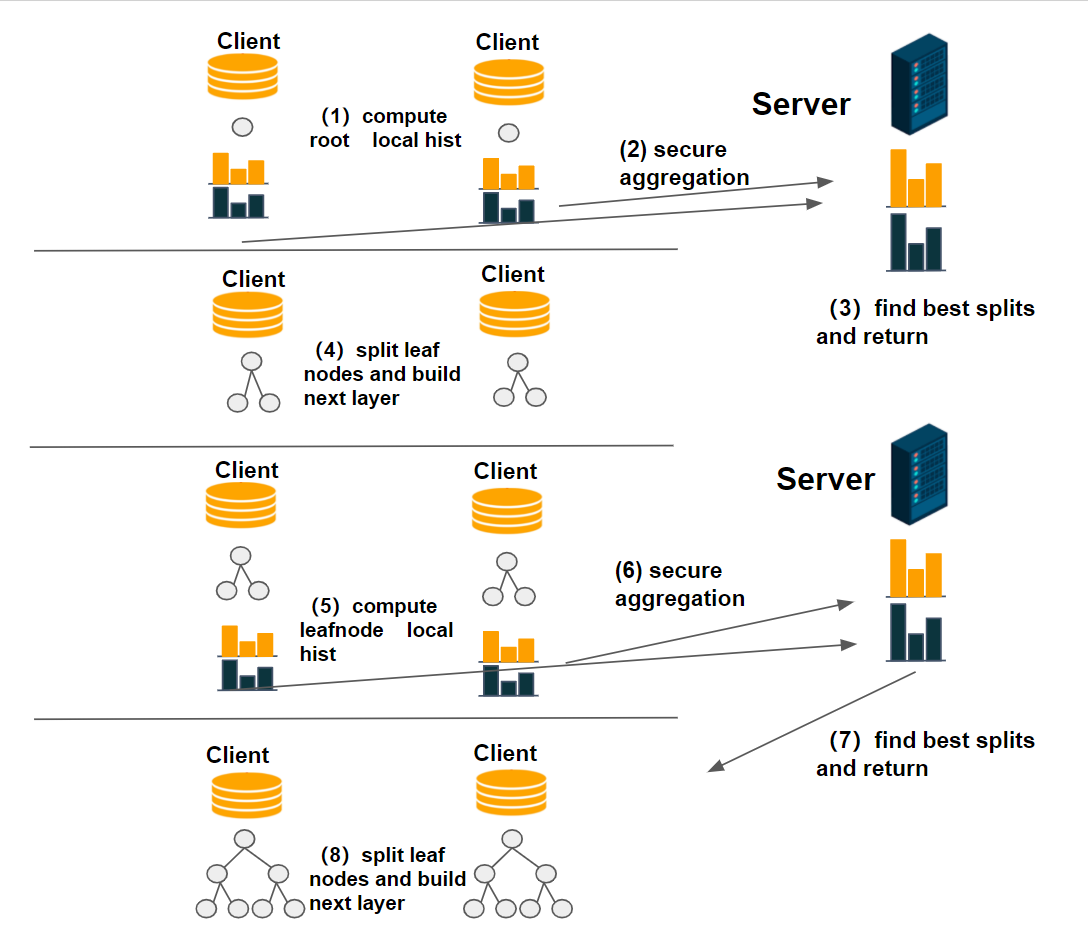 Client
Client
（1）compute
root local hist
Server
(2) secure
aggregation
（3）find best splits
and return
Client
Client
（4）split leaf
nodes and build
next layer
Client
Client
Server
（5）compute
leafnode local
hist
(6) secure
aggregation
（7）find best splits
and return
Client
Client
（8）split leaf
nodes and build
next layer